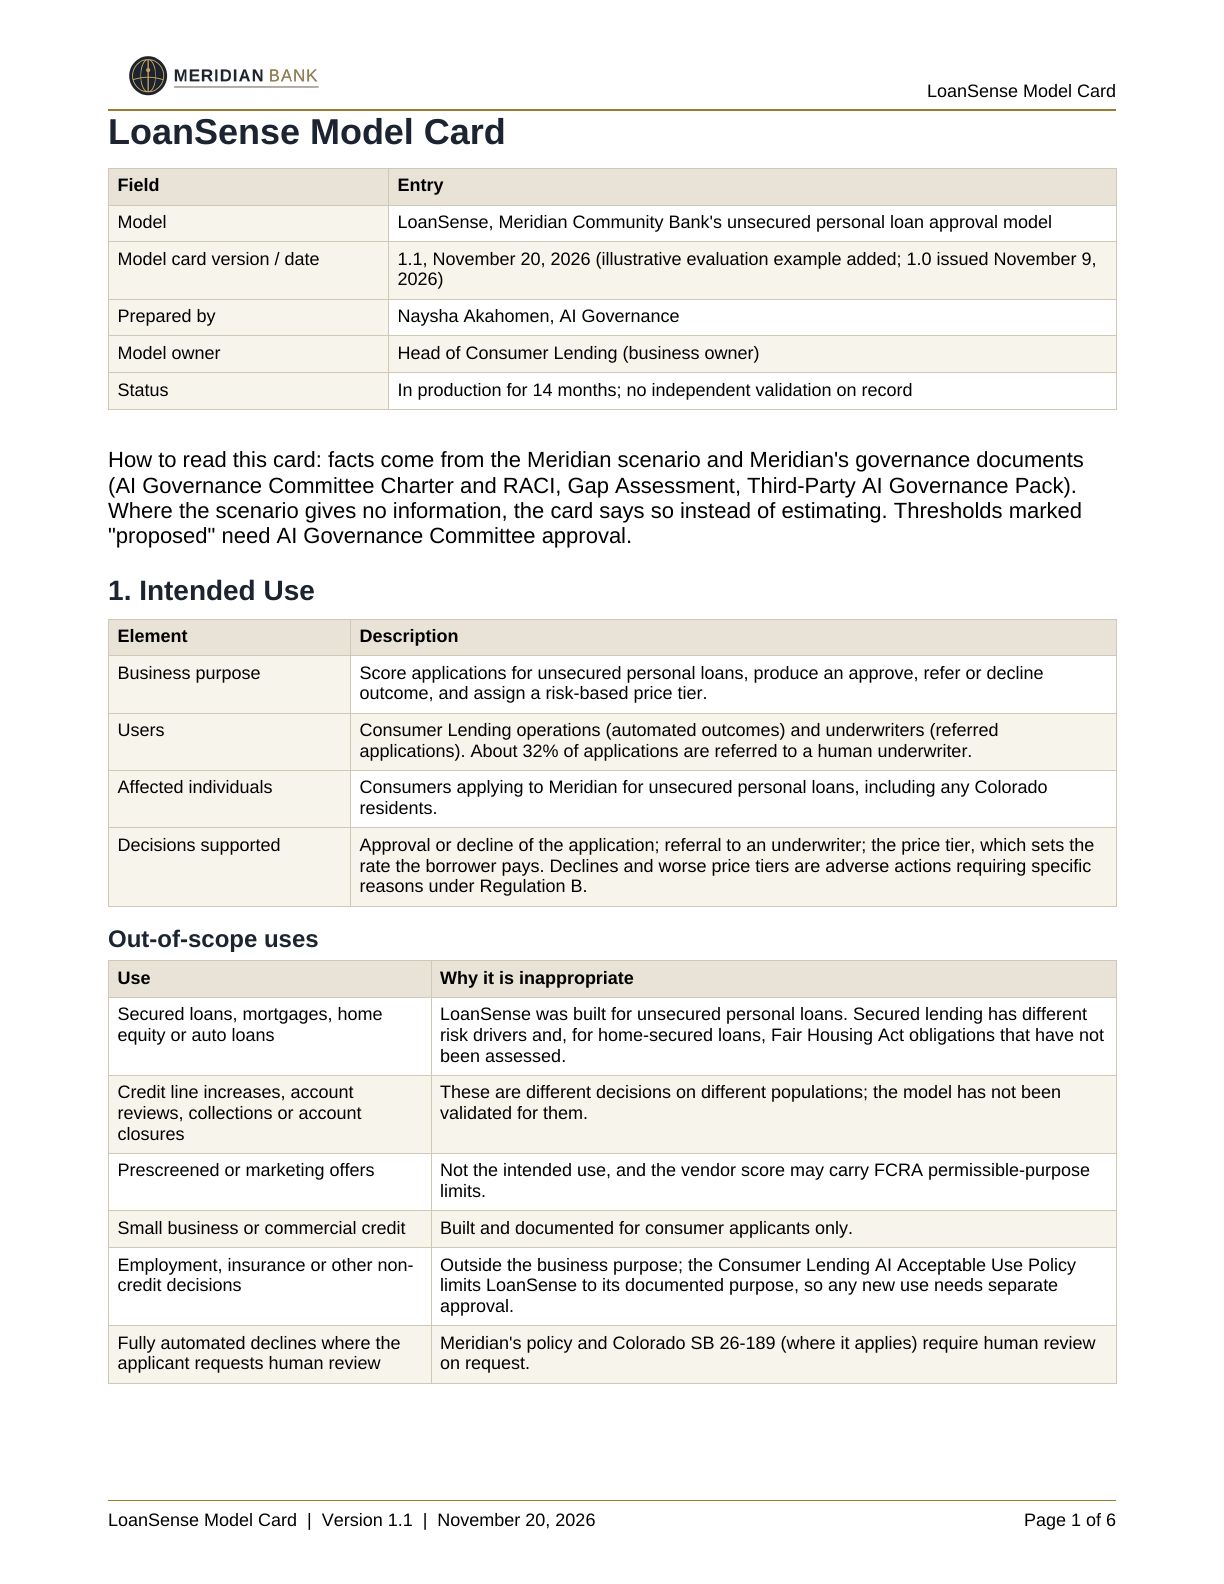 MERIDIAN BANK
LoanSense Model Card
LoanSense Model Card
Field Entry
Model LoanSense, Meridian Community Bank's unsecured personal loan approval model
Model card version / date 1.1, November 20, 2026 (illustrative evaluation example added; 1.0 issued November 9,
2026)
Prepared by Naysha Akahomen, AI Governance
Model owner Head of Consumer Lending (business owner)
Status In production for 14 months; no independent validation on record
How to read this card: facts come from the Meridian scenario and Meridian's governance documents
(AI Governance Committee Charter and RACI, Gap Assessment, Third-Party AI Governance Pack).
Where the scenario gives no information, the card says so instead of estimating. Thresholds marked
"proposed" need AI Governance Committee approval.
1. Intended Use
Element Description
Business purpose Score applications for unsecured personal loans, produce an approve, refer or decline
outcome, and assign a risk-based price tier.
Users Consumer Lending operations (automated outcomes) and underwriters (referred
applications). About 32% of applications are referred to a human underwriter.
Affected individuals Consumers applying to Meridian for unsecured personal loans, including any Colorado
residents.
Decisions supported Approval or decline of the application; referral to an underwriter; the price tier, which sets the
rate the borrower pays. Declines and worse price tiers are adverse actions requiring specific
reasons under Regulation B.
Out-of-scope uses
Use Why it is inappropriate
Secured loans, mortgages, home LoanSense was built for unsecured personal loans. Secured lending has different
equity or auto loans risk drivers and, for home-secured loans, Fair Housing Act obligations that have not
been assessed.
Credit line increases, account These are different decisions on different populations; the model has not been
reviews, collections or account validated for them.
closures
Prescreened or marketing offers Not the intended use, and the vendor score may carry FCRA permissible-purpose
limits.
Small business or commercial credit Built and documented for consumer applicants only.
Employment, insurance or other non- Outside the business purpose; the Consumer Lending AI Acceptable Use Policy
credit decisions limits LoanSense to its documented purpose, so any new use needs separate
approval.
Fully automated declines where the Meridian's policy and Colorado SB 26-189 (where it applies) require human review
applicant requests human review on request.
LoanSense Model Card | Version 1.1 | November 20, 2026 Page 1 of 6